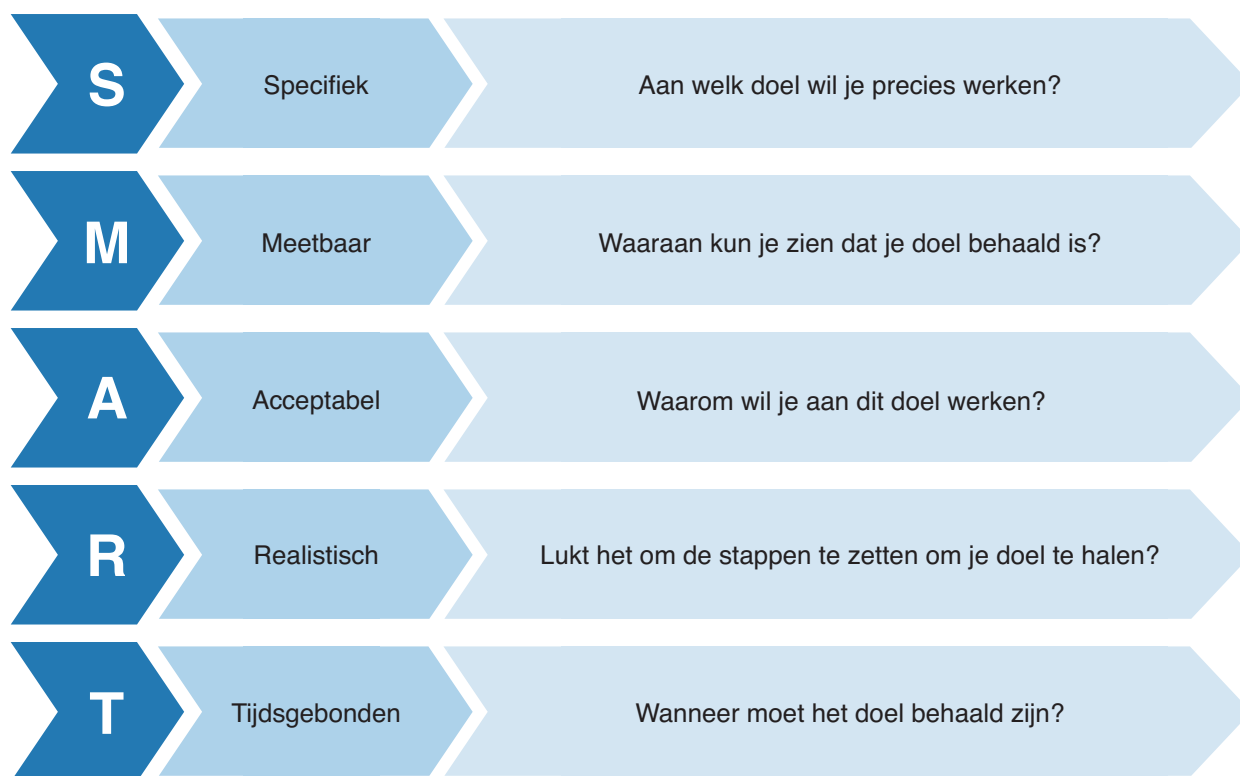 S Specifiek Aan welk doel wil je precies werken?
M Meetbaar Waaraan kun je zien dat je doel behaald is?
A Acceptabel Waarom wil je aan dit doel werken?
R Realistisch Lukt het om de stappen te zetten om je doel te halen?
T Tijdsgebonden Wanneer moet het doel behaald zijn?